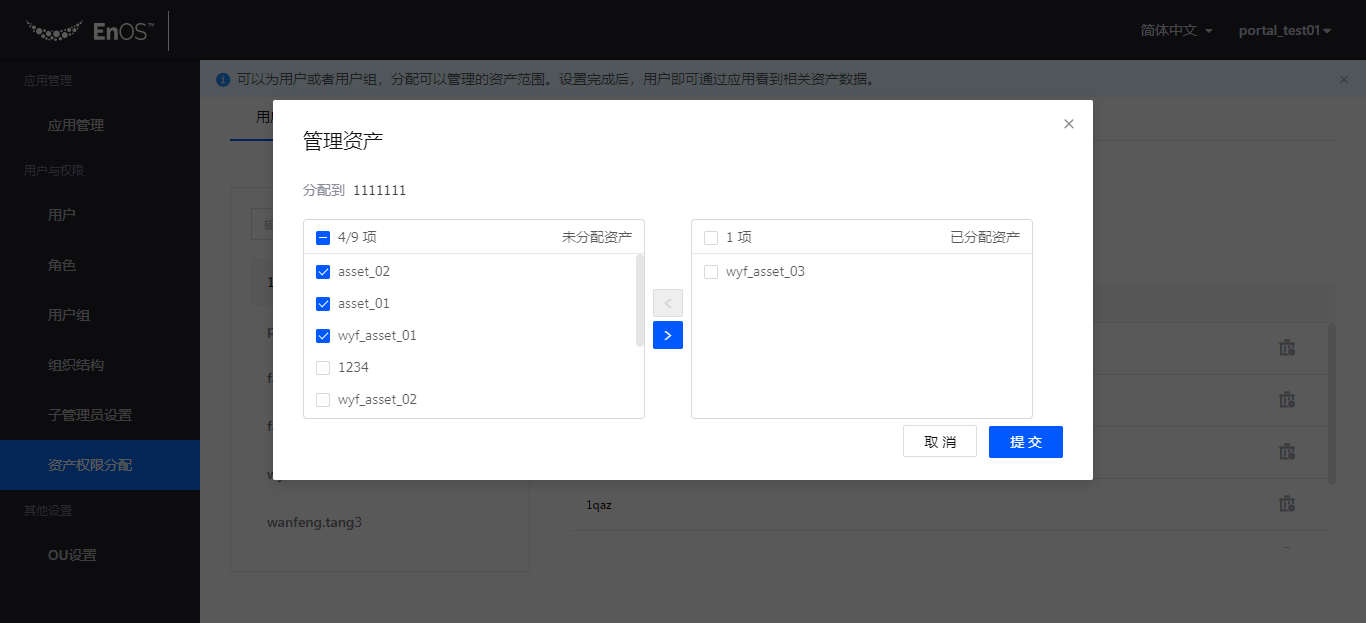 EnOS™
简体中文
portal_test01
应用管理
可以为用户或者用户组，分配可以管理的资产范围。设置完成后，用户即可通过应用看到相关资产数据。
应用管理
用户与权限
用户
角色
用户组
组织结构
子管理员设置
资产权限分配
其他设置
OU设置
管理资产
分配到 1111111
4/9 项 未分配资产
asset_02
asset_01
wyf_asset_01
1234
wyf_asset_02
1 项 已分配资产
wyf_asset_03
取 消
提 交
1qaz
wanfeng.tang3